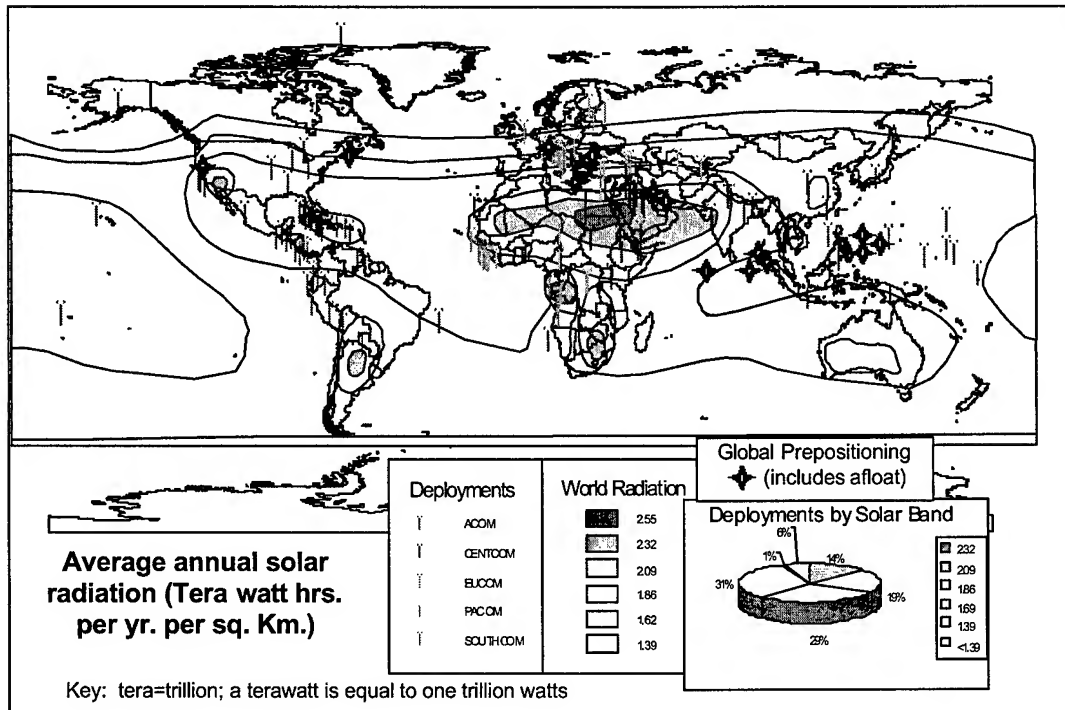 Global Prepositioning
(includes afloat)
Deployments
ACOM
CENTCOM
EUCOM
PACOM
SOUTHCOM
World Radiation
255
232
209
186
162
139
Deployments by Solar Band
6%
1%
14%
31%
19%
29%
232
209
186
169
139
<139
Average annual solar
radiation (Tera watt hrs.
per yr. per sq. Km.)
Key: tera=trillion; a terawatt is equal to one trillion watts